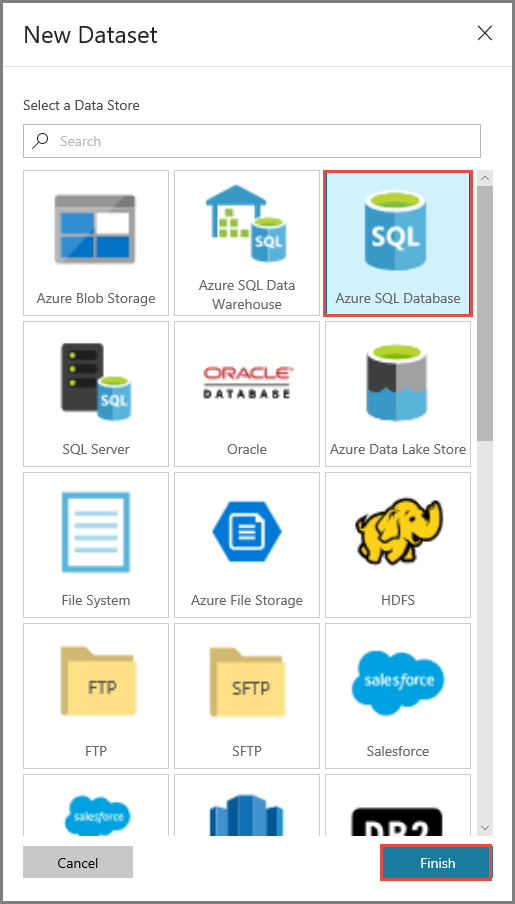 New Dataset
Select a Data Store
Search
SQL
SQL
Azure Blob Storage
Azure SQL Data
Warehouse
Azure SQL Database
SQL
ORACLE
DATABASE
SQL Server
Oracle
Azure Data Lake Store
File System
Azure File Storage
HDFS
FTP
SFTP
salesforce
FTP
SFTP
Salesforce
salesforce
DB2
Cancel
Finish